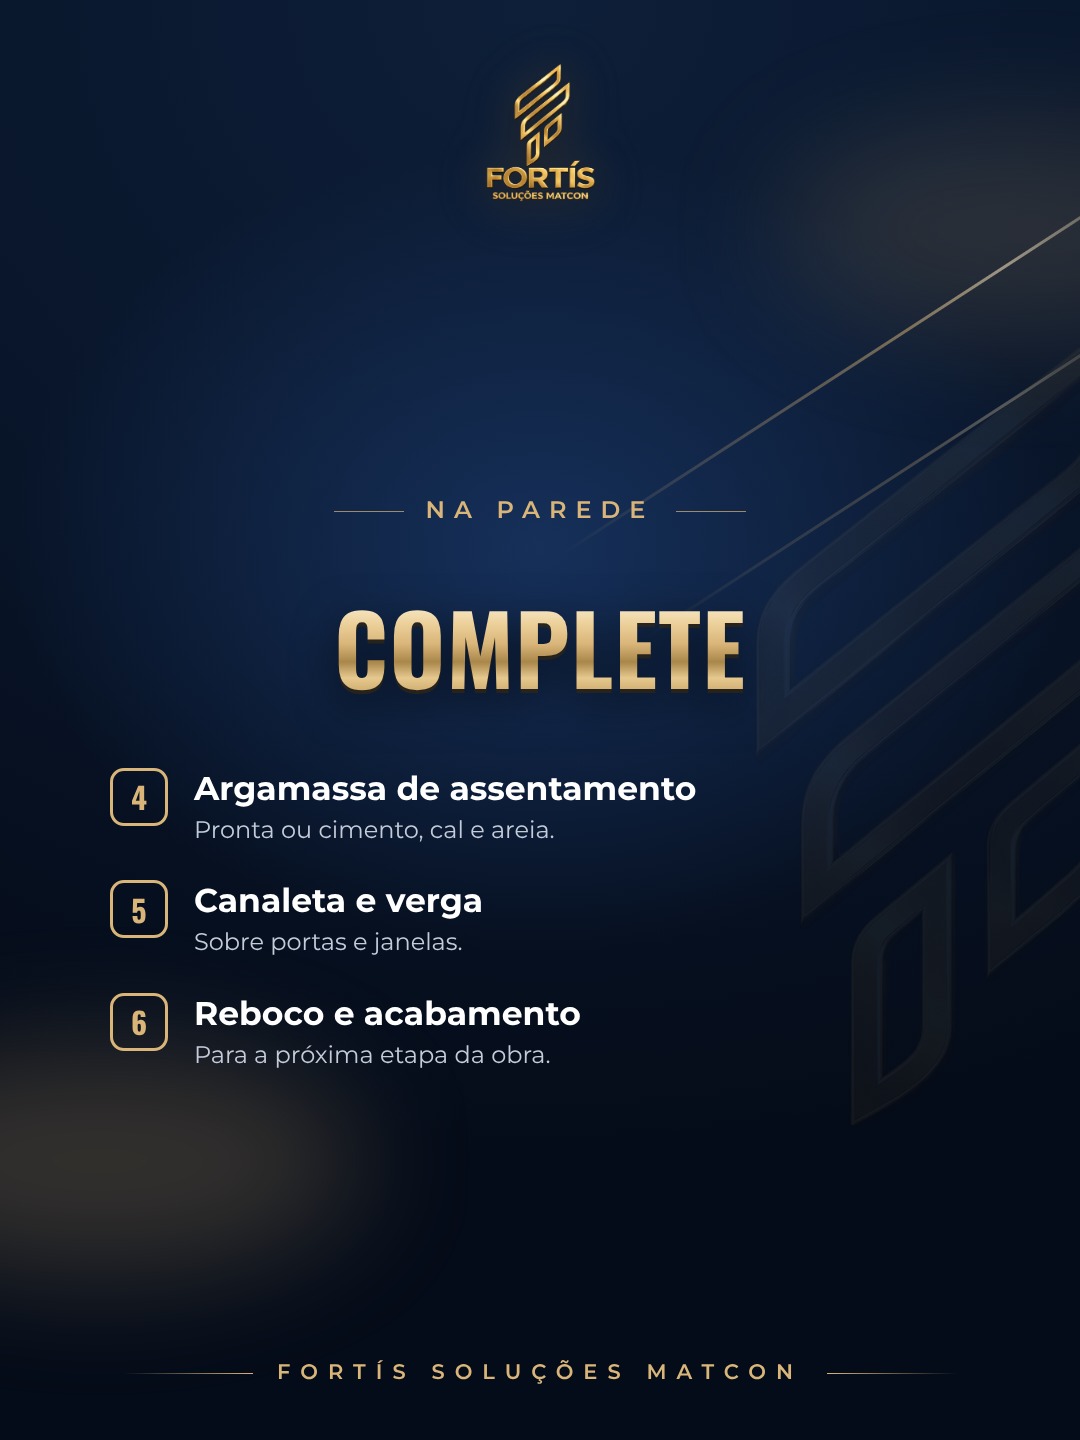 FORTÍS
SOLUÇÕES MATCON
NA PAREDE
COMPLETE
4
Argamassa de assentamento
Pronta ou cimento, cal e areia.
5
Canaleta e verga
Sobre portas e janelas.
6
Reboco e acabamento
Para a próxima etapa da obra.
FORTÍS SOLUÇÕES MATCON